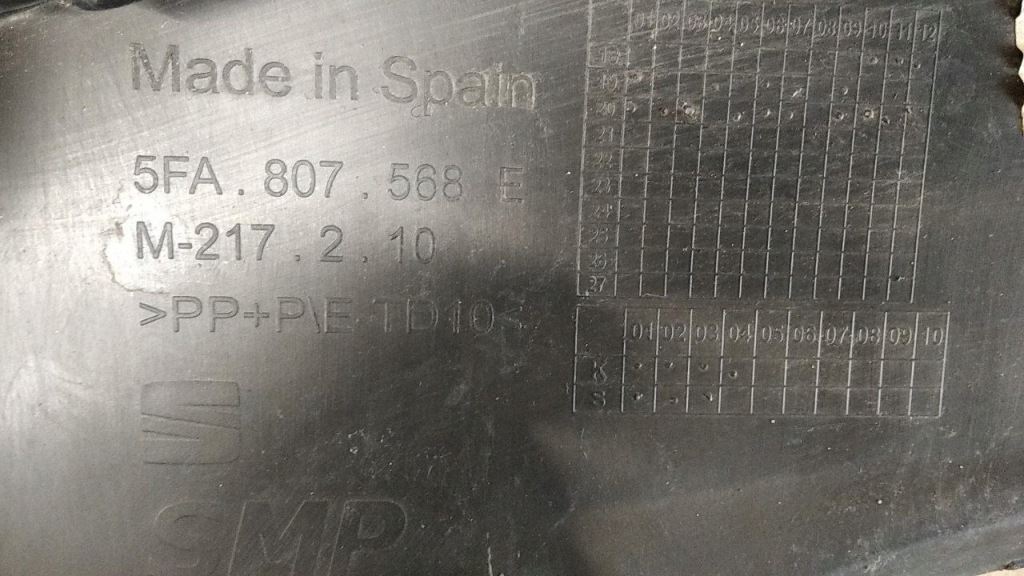 Made in Spain
5FA . 807 . 568 E
M-217 . 2 . 10
>PP+P\E TD10<
SMP
01 02 03 04 05 06 07 08 09 10 11 12
18
19
20
21
22
23
24
25
26
27
01 02 03 04 05 06 07 08 09 10
K
S